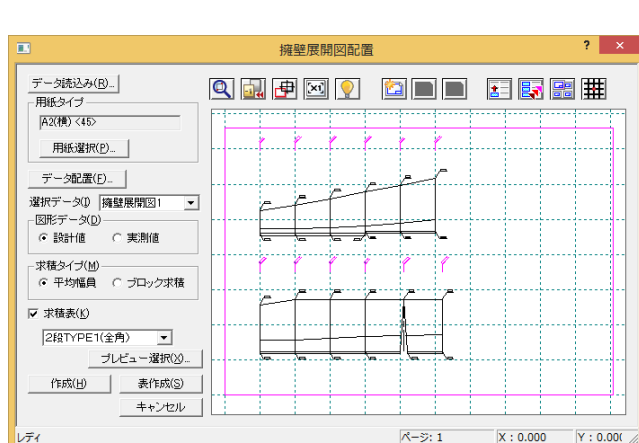 擁壁展開図配置
? ×
データ読込み(R)...
用紙タイプ
A2(横) <45>
用紙選択(P)...
データ配置(E)...
選択データ(I) 擁壁展開図1
図形データ(D)
設計値 実測値
求積タイプ(M)
平均幅員 ブロック求積
求積表(K)
2段TYPE1(全角)
プレビュー選択(X)...
作成(H) 表作成(S)
キャンセル
レディ ページ: 1 X : 0.000 Y : 0.00